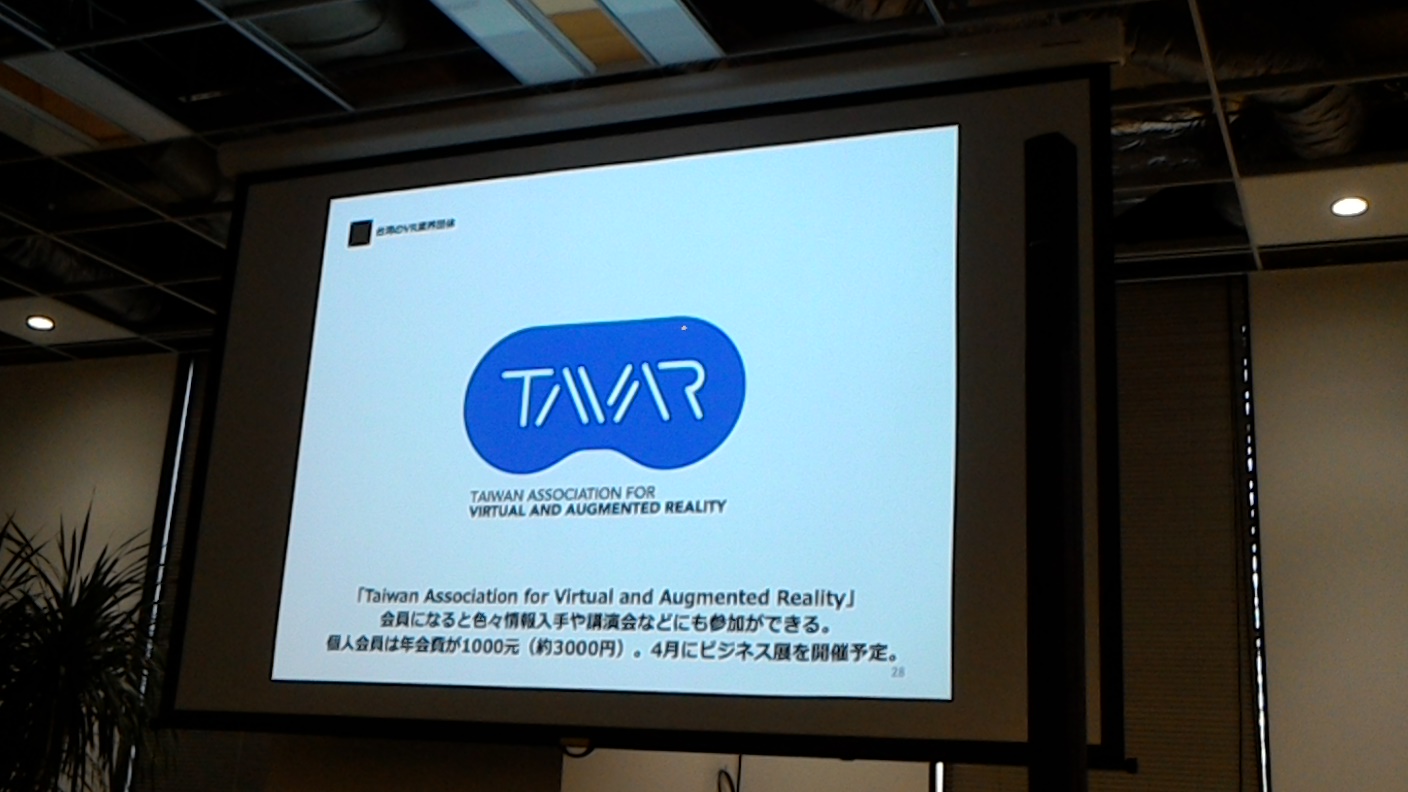 台湾のVR業界団体
TAVAR
TAIWAN ASSOCIATION FOR
VIRTUAL AND AUGMENTED REALITY
「Taiwan Association for Virtual and Augmented Reality」
会員になると色々情報入手や講演会などにも参加ができる。
個人会員は年会費が1000元（約3000円）。4月にビジネス展を開催予定。
28